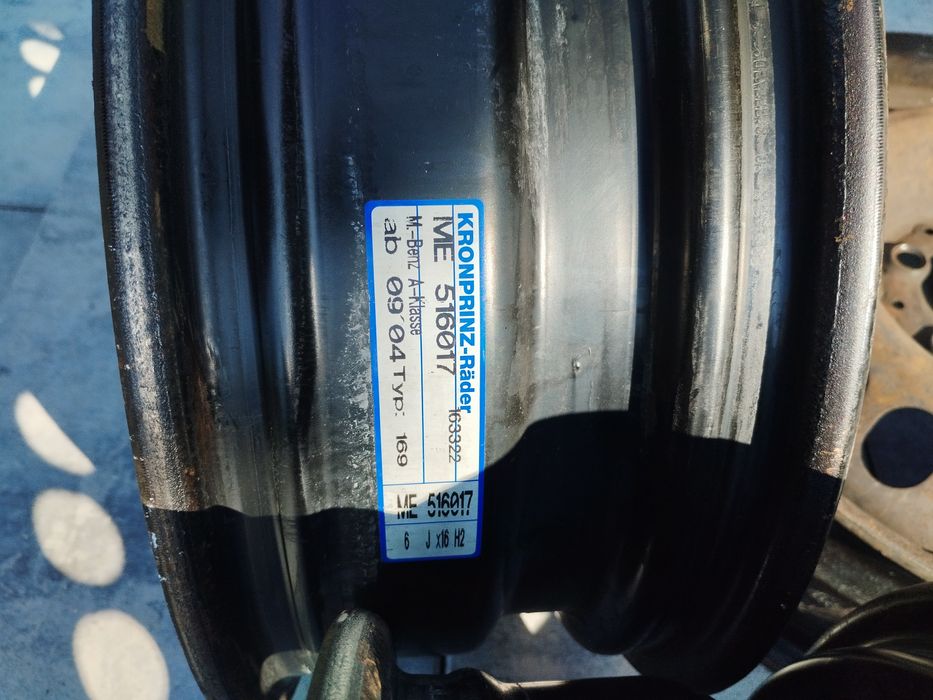 KRONPRINZ-Räder
ME 516017
163322
M.-Benz A-Klasse
ab 09'04 Typ: 169
ME 516017
6 J x16 H2